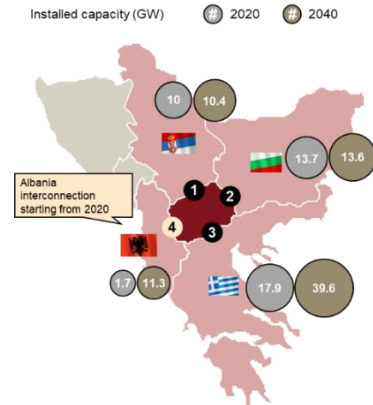 Installed capacity (GW) # 2020 # 2040
10 10.4
13.7 13.6
1 2
Albania
interconnection
starting from 2020
4 3
1.7 11.3
17.9 39.6